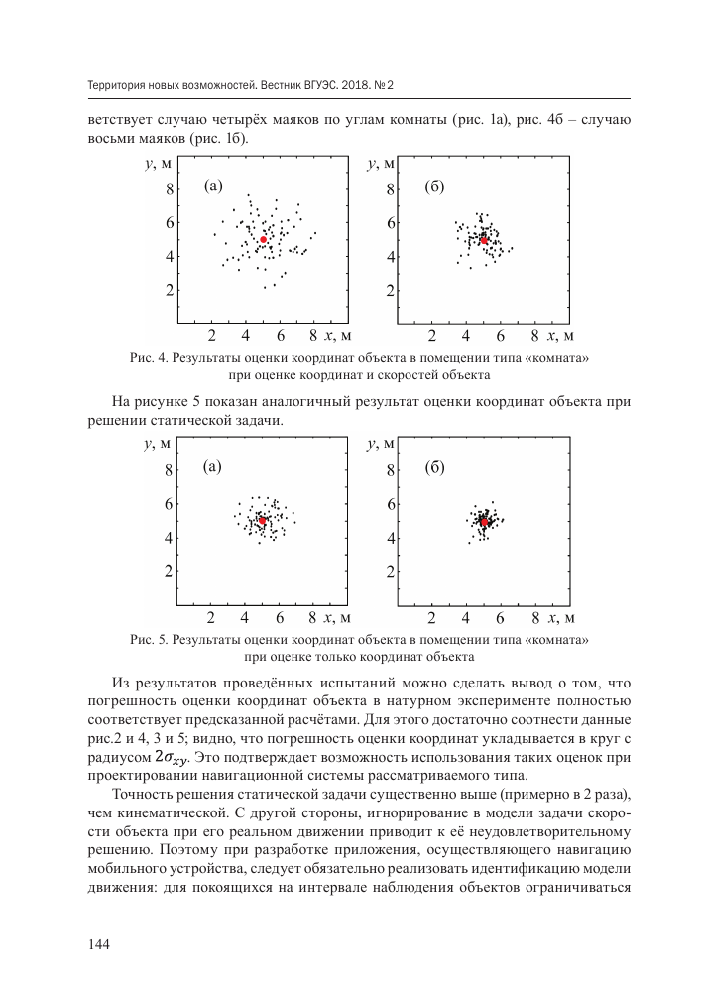 Территория новых возможностей. Вестник ВГУЭС. 2018. № 2
ветствует случаю четырёх маяков по углам комнаты (рис. 1а), рис. 4б – случаю
восьми маяков (рис. 1б).
y, м
(а)
8
6
4
2
2 4 6 8 x, м
y, м
(б)
8
6
4
2
2 4 6 8 x, м
Рис. 4. Результаты оценки координат объекта в помещении типа «комната»
при оценке координат и скоростей объекта
На рисунке 5 показан аналогичный результат оценки координат объекта при
решении статической задачи.
y, м
(а)
8
6
4
2
2 4 6 8 x, м
y, м
(б)
8
6
4
2
2 4 6 8 x, м
Рис. 5. Результаты оценки координат объекта в помещении типа «комната»
при оценке только координат объекта
Из результатов проведённых испытаний можно сделать вывод о том, что
погрешность оценки координат объекта в натурном эксперименте полностью
соответствует предсказанной расчётами. Для этого достаточно соотнести данные
рис.2 и 4, 3 и 5; видно, что погрешность оценки координат укладывается в круг с
радиусом 2σxy. Это подтверждает возможность использования таких оценок при
проектировании навигационной системы рассматриваемого типа.
Точность решения статической задачи существенно выше (примерно в 2 раза),
чем кинематической. С другой стороны, игнорирование в модели задачи скоро-
сти объекта при его реальном движении приводит к её неудовлетворительному
решению. Поэтому при разработке приложения, осуществляющего навигацию
мобильного устройства, следует обязательно реализовать идентификацию модели
движения: для покоящихся на интервале наблюдения объектов ограничиваться
144